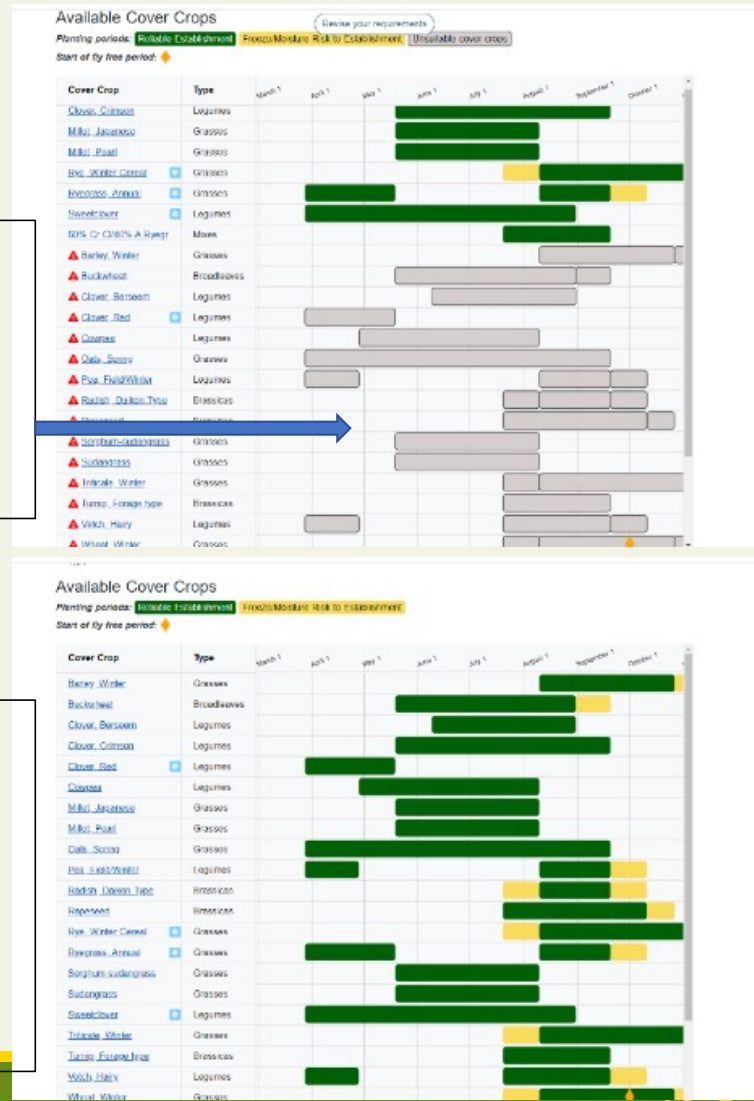 Available Cover Crops
Revise your requirements
Planting periods: Reliable Establishment Freeze/Moisture Risk to Establishment Unsuitable cover crops
Start of fly free period:
Cover Crop Type March 1 April 1 May 1 June 1 July 1 August 1 September 1 October 1
Clover, Crimson Legumes
Millet, Japanese Grasses
Millet, Pearl Grasses
Rye, Winter Cereal Grasses
Ryegrass, Annual Grasses
Sweetclover Legumes
Mixes
Barley, Winter Grasses
Buckwheat Broadleaves
Clover, Berseem Legumes
Clover, Red Legumes
Cowpea Legumes
Oats, Spring Grasses
Pea, Field/Winter Legumes
Radish, Daikon Type Brassicas
Sorghum-sudangrass Grasses
Sudangrass Grasses
Triticale, Winter Grasses
Turnip, Forage type Brassicas
Vetch, Hairy Legumes
Wheat, Winter Grasses
Available Cover Crops
Planting periods: Reliable Establishment Freeze/Moisture Risk to Establishment
Start of fly free period:
Cover Crop Type March 1 April 1 May 1 June 1 July 1 August 1 September 1 October 1
Barley, Winter Grasses
Buckwheat Broadleaves
Clover, Berseem Legumes
Clover, Crimson Legumes
Clover, Red Legumes
Cowpea Legumes
Millet, Japanese Grasses
Millet, Pearl Grasses
Oats, Spring Grasses
Pea, Field/Winter Legumes
Radish, Daikon Type Brassicas
Rapeseed Brassicas
Rye, Winter Cereal Grasses
Ryegrass, Annual Grasses
Sorghum-sudangrass Grasses
Sudangrass Grasses
Sweetclover Legumes
Triticale, Winter Grasses
Turnip, Forage type Brassicas
Vetch, Hairy Legumes
Wheat, Winter Grasses